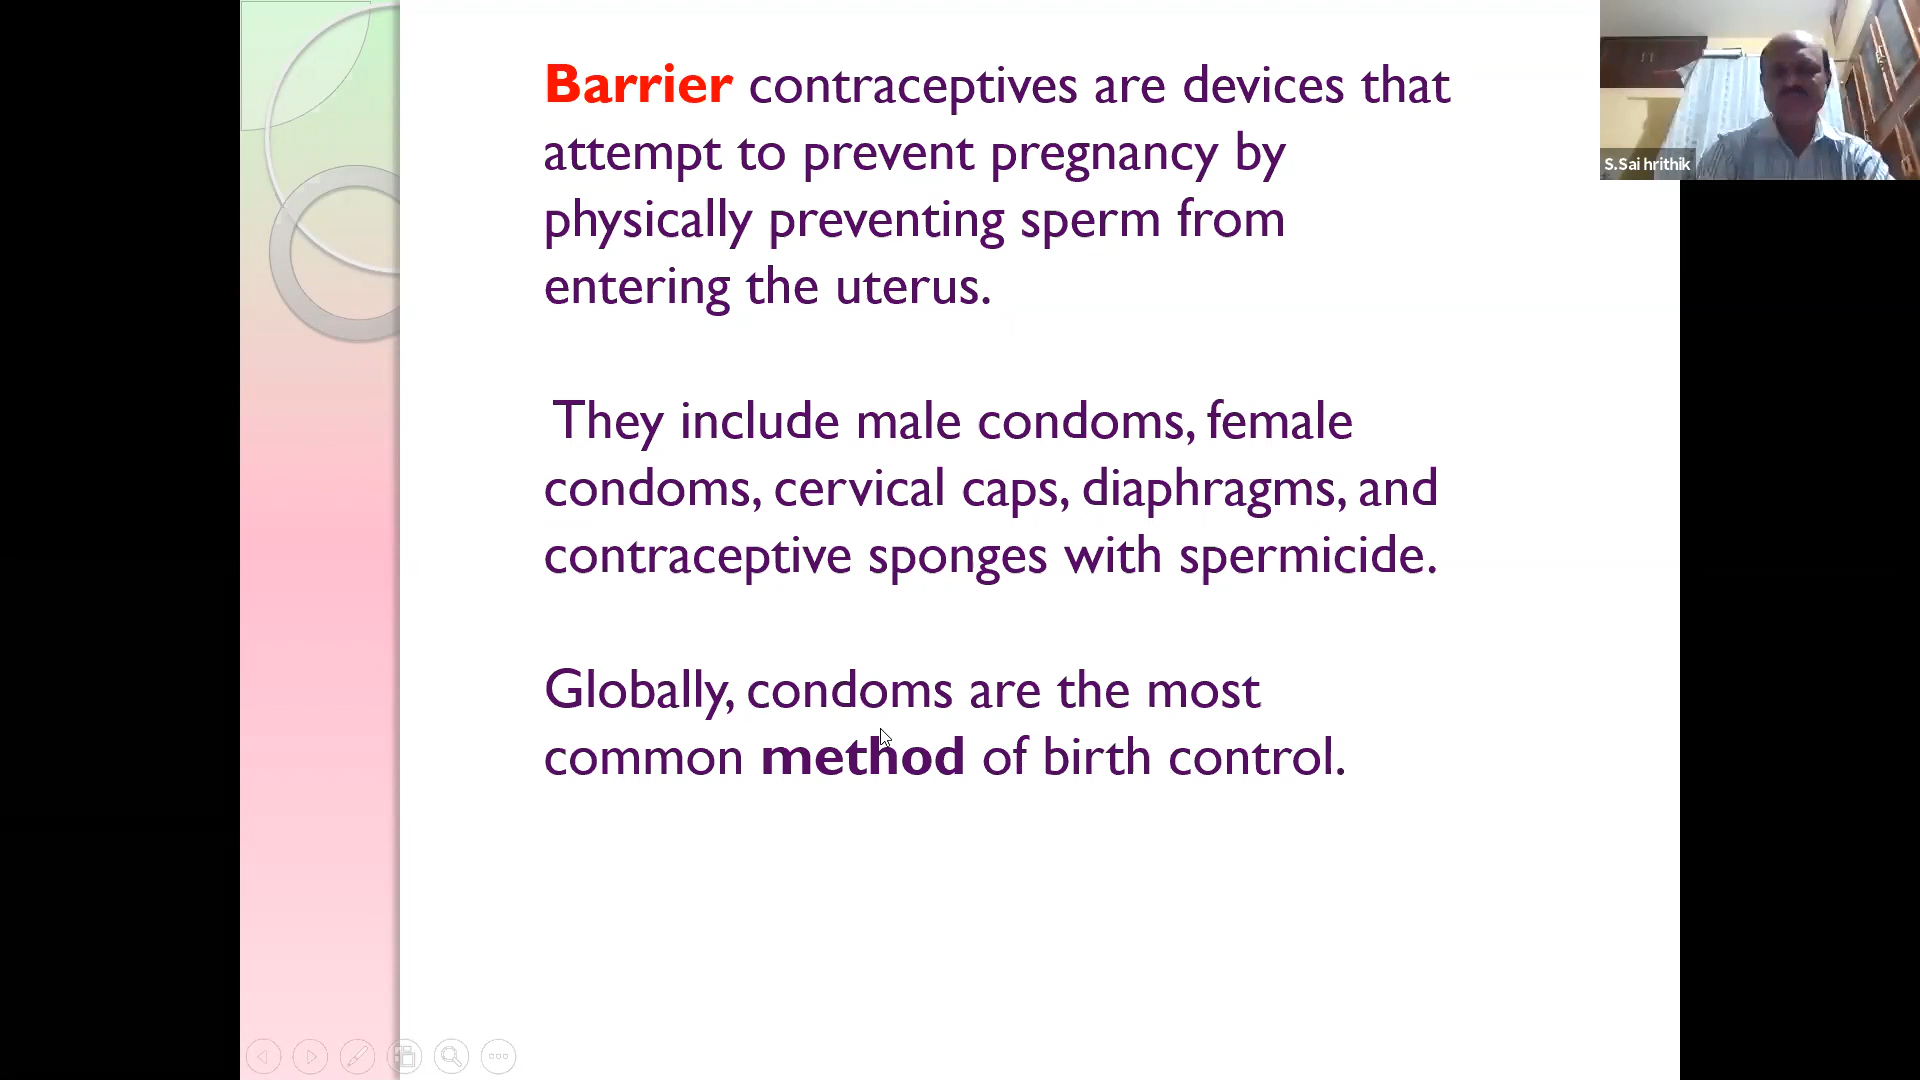 Barrier contraceptives are devices that
attempt to prevent pregnancy by
physically preventing sperm from
entering the uterus.
They include male condoms, female
condoms, cervical caps, diaphragms, and
contraceptive sponges with spermicide.
Globally, condoms are the most
common method of birth control.
S.Sai hrithik